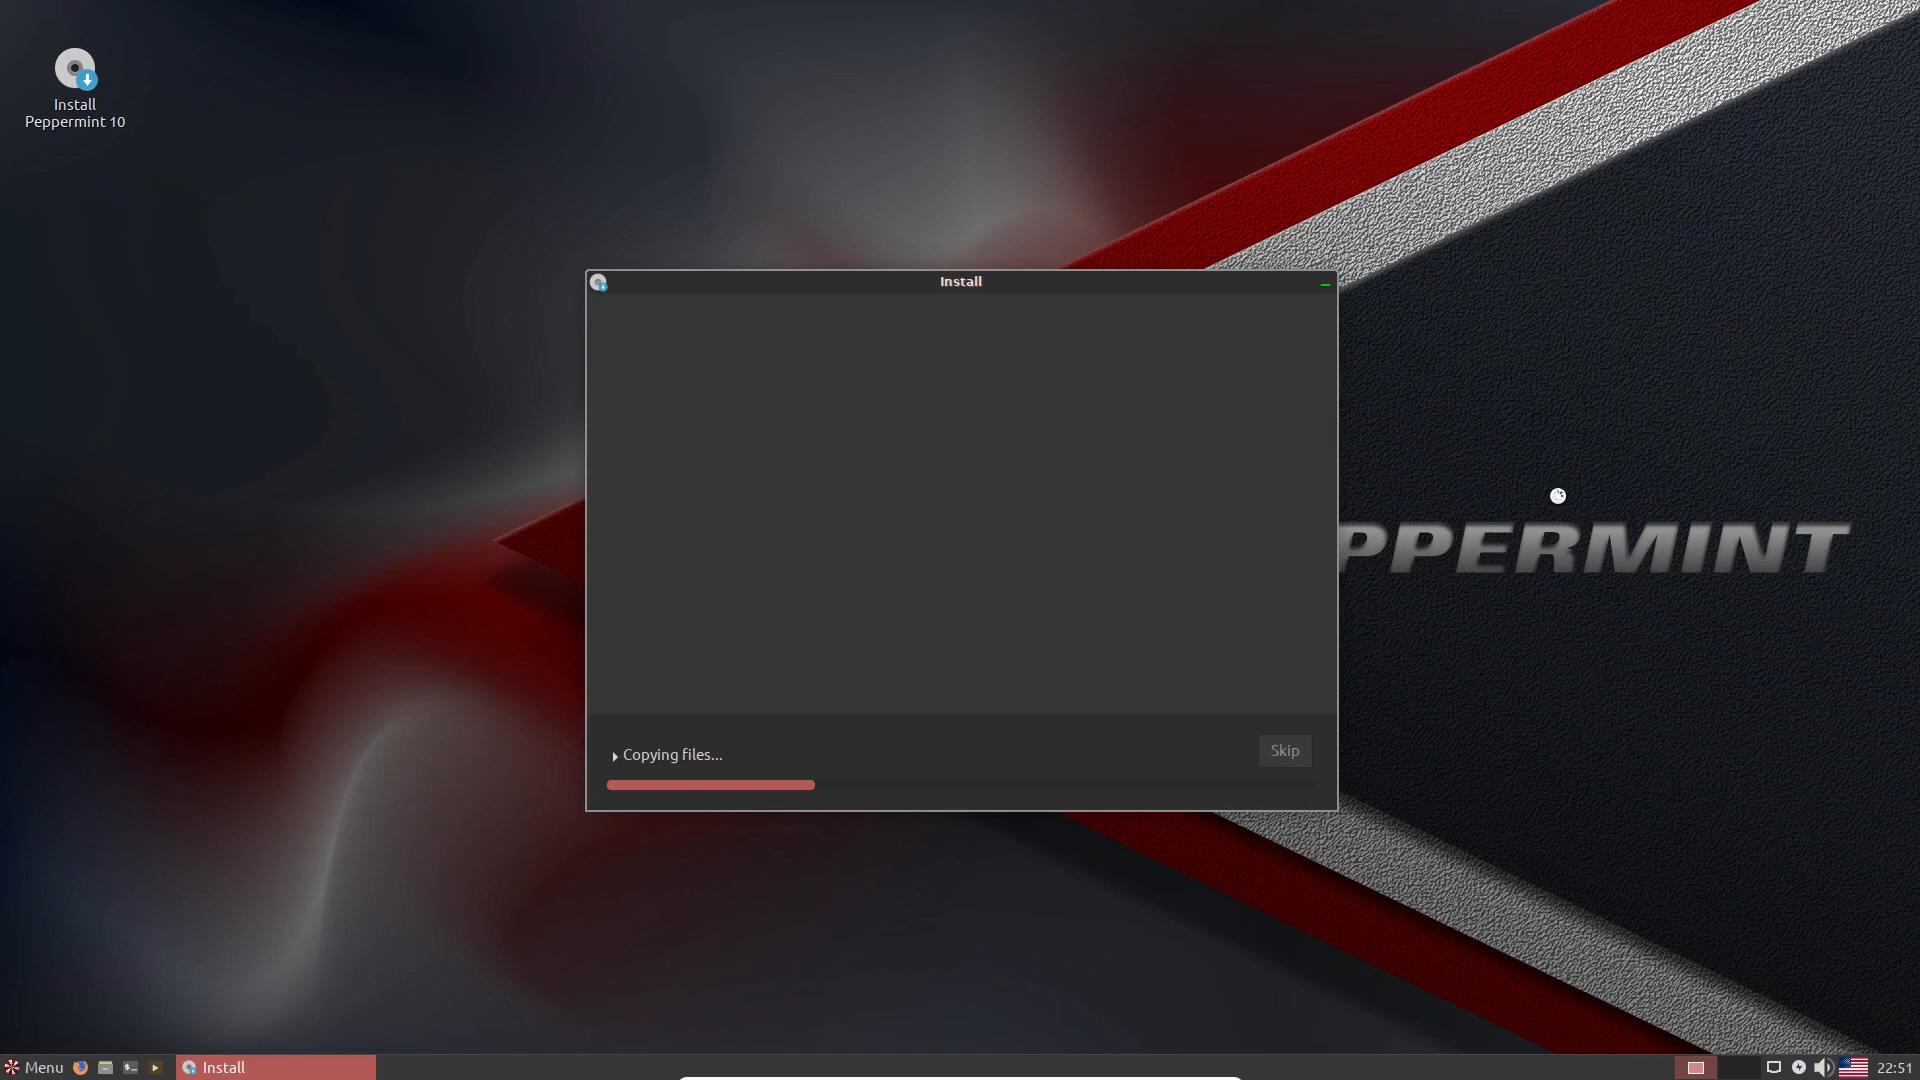 Install
Peppermint 10
Install
PPERMINT
Copying files...
Skip
Menu
Install
22:51